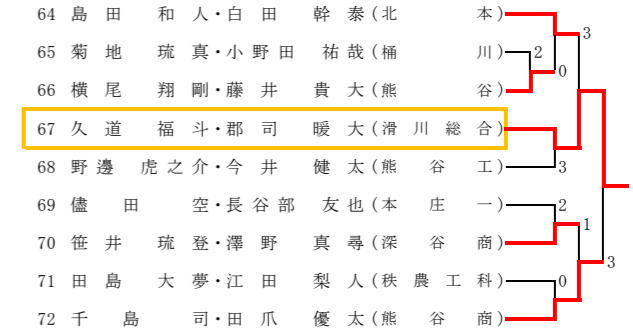 64 島田 和人・白田 幹泰(北 本)
3
65 菊地 琉真・小野田 祐哉(桶 川)
2
0
66 横尾 翔剛・藤井 貴大(熊 谷)
67 久道 福斗・郡司 暖大(滑川総合)
68 野邊 虎之介・今井 健太(熊谷工)
3
69 儘田 空・長谷部 友也(本庄一)
2
1
70 笹井 琉登・澤野 真尋(深谷商)
3
71 田島 大夢・江田 梨人(秩農工科)
0
72 千島 司・田爪 優太(熊谷商)